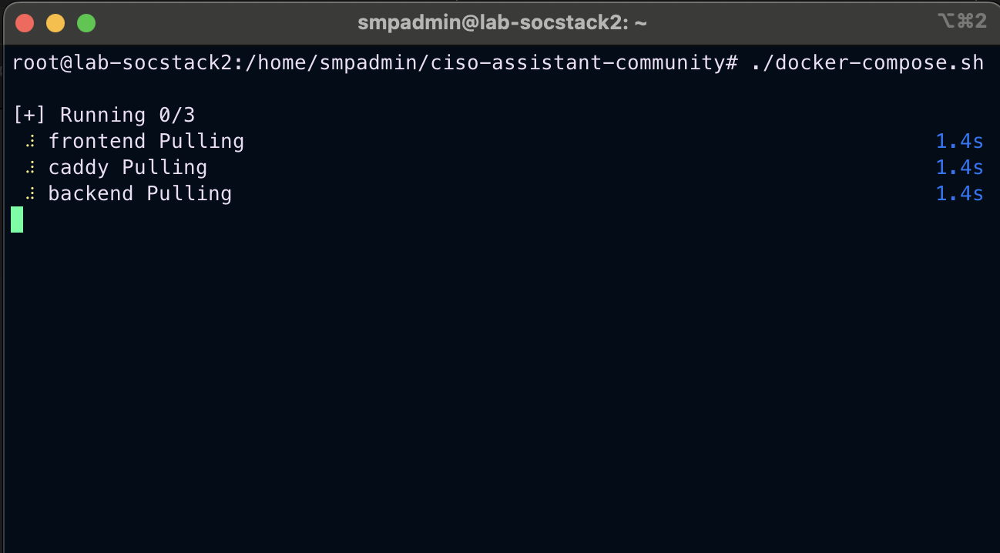 smpadmin@lab-socstack2: ~
⌥⌘2
root@lab-socstack2:/home/smpadmin/ciso-assistant-community# ./docker-compose.sh
[+] Running 0/3
⠼ frontend Pulling 1.4s
⠼ caddy Pulling 1.4s
⠼ backend Pulling 1.4s